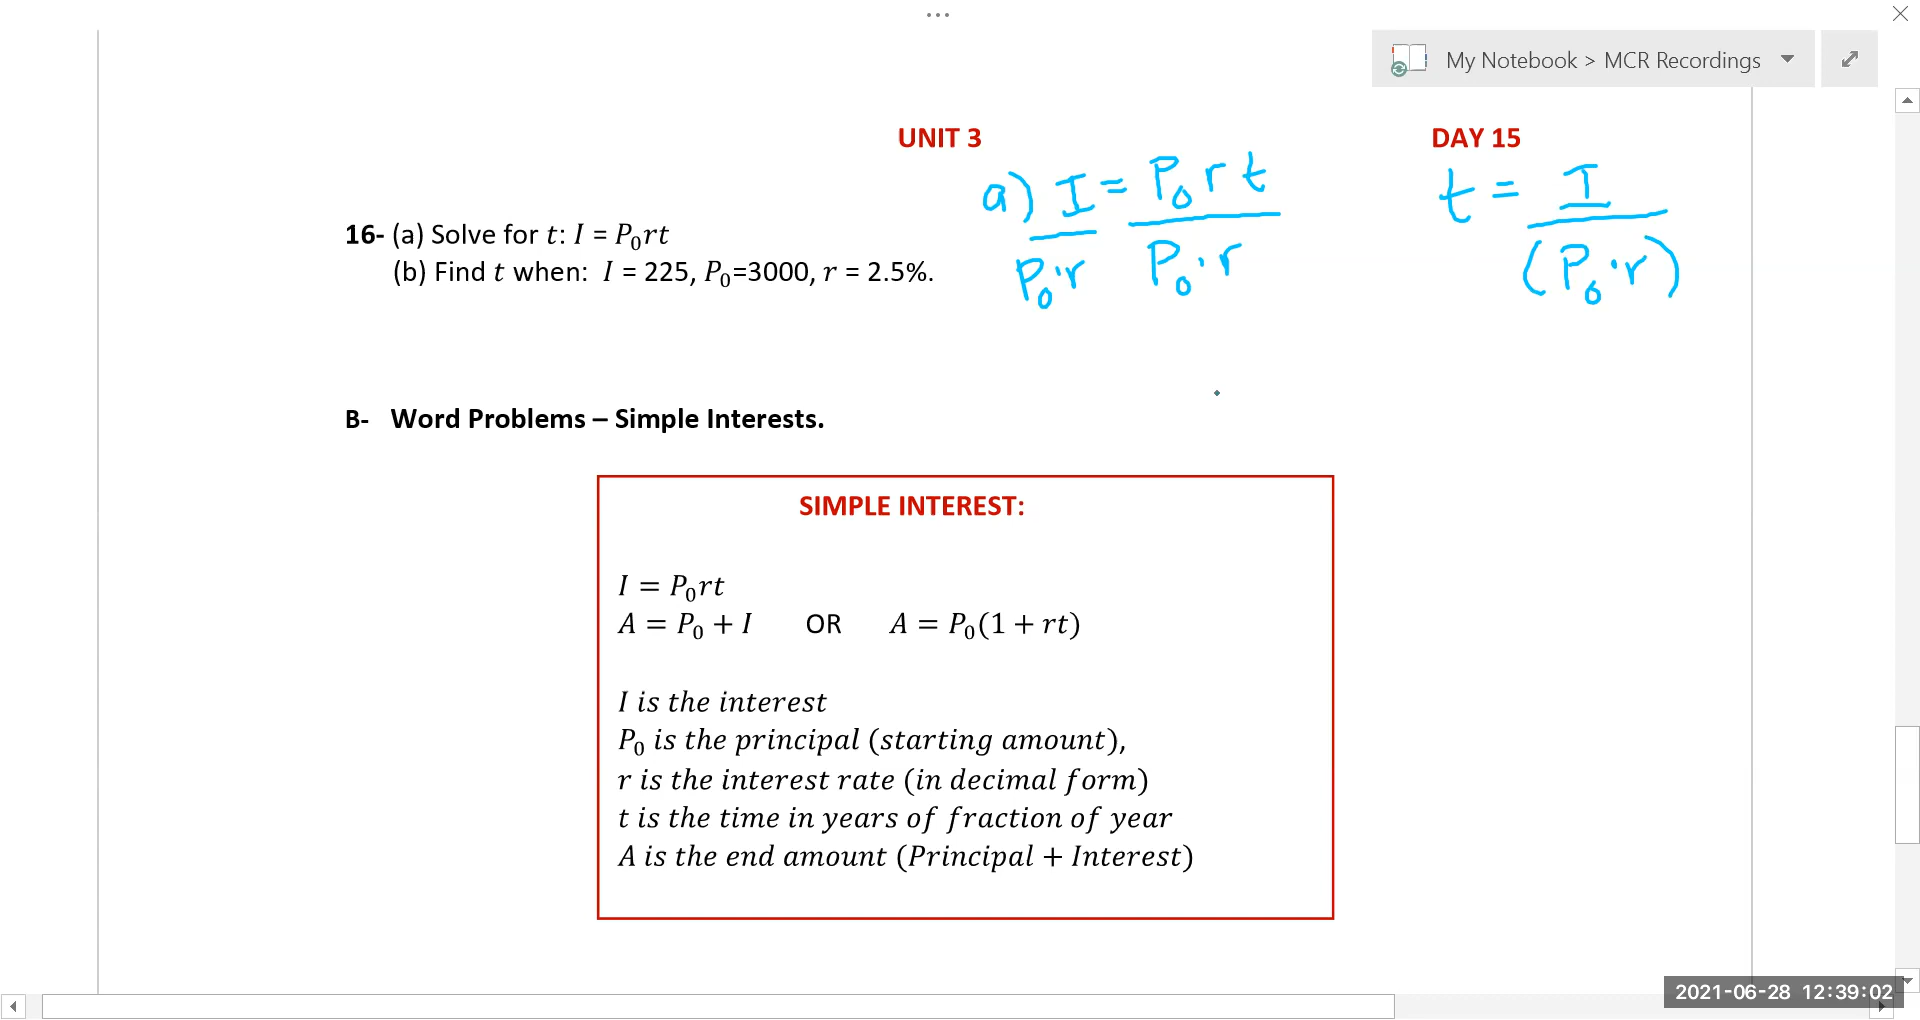 My Notebook > MCR Recordings
UNIT 3 DAY 15
a) I = P₀ r t t = I
P₀·r P₀·r (P₀·r)
16- (a) Solve for t: I = P₀rt
(b) Find t when: I = 225, P₀=3000, r = 2.5%.
B- Word Problems – Simple Interests.
SIMPLE INTEREST:
I = P₀rt
A = P₀ + I OR A = P₀(1 + rt)
I is the interest
P₀ is the principal (starting amount),
r is the interest rate (in decimal form)
t is the time in years of fraction of year
A is the end amount (Principal + Interest)
2021-06-28 12:39:02